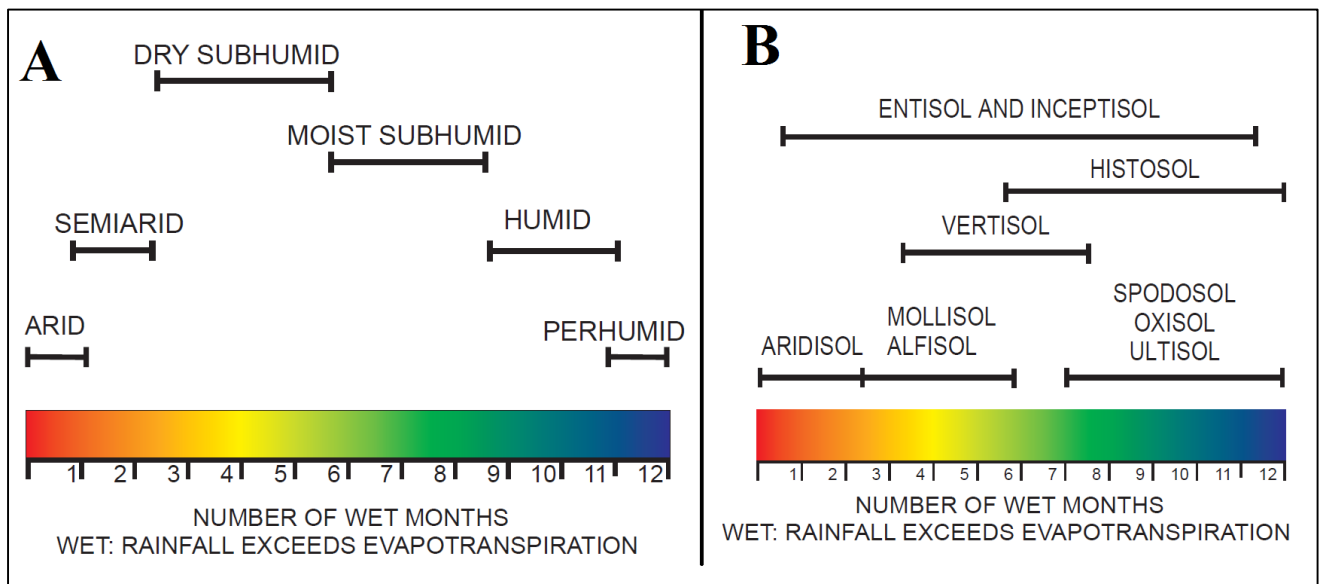 A
DRY SUBHUMID
MOIST SUBHUMID
SEMIARID
HUMID
ARID
PERHUMID
1 2 3 4 5 6 7 8 9 10 11 12
NUMBER OF WET MONTHS
WET: RAINFALL EXCEEDS EVAPOTRANSPIRATION
B
ENTISOL AND INCEPTISOL
HISTOSOL
VERTISOL
SPODOSOL
OXISOL
ULTISOL
MOLLISOL
ALFISOL
ARIDISOL
1 2 3 4 5 6 7 8 9 10 11 12
NUMBER OF WET MONTHS
WET: RAINFALL EXCEEDS EVAPOTRANSPIRATION